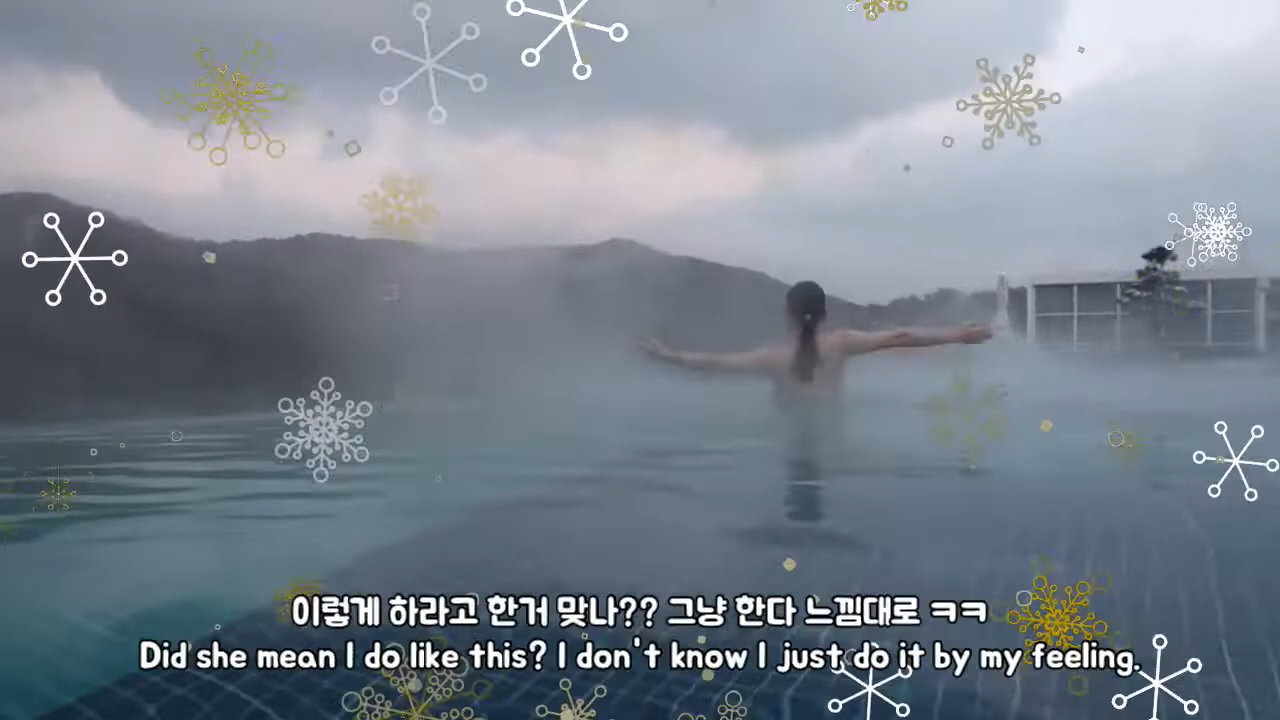 이렇게 하라고 한거 맞나?? 그냥 한다 느낌대로 ㅋㅋ
Did she mean I do like this? I don't know I just do it by my feeling.